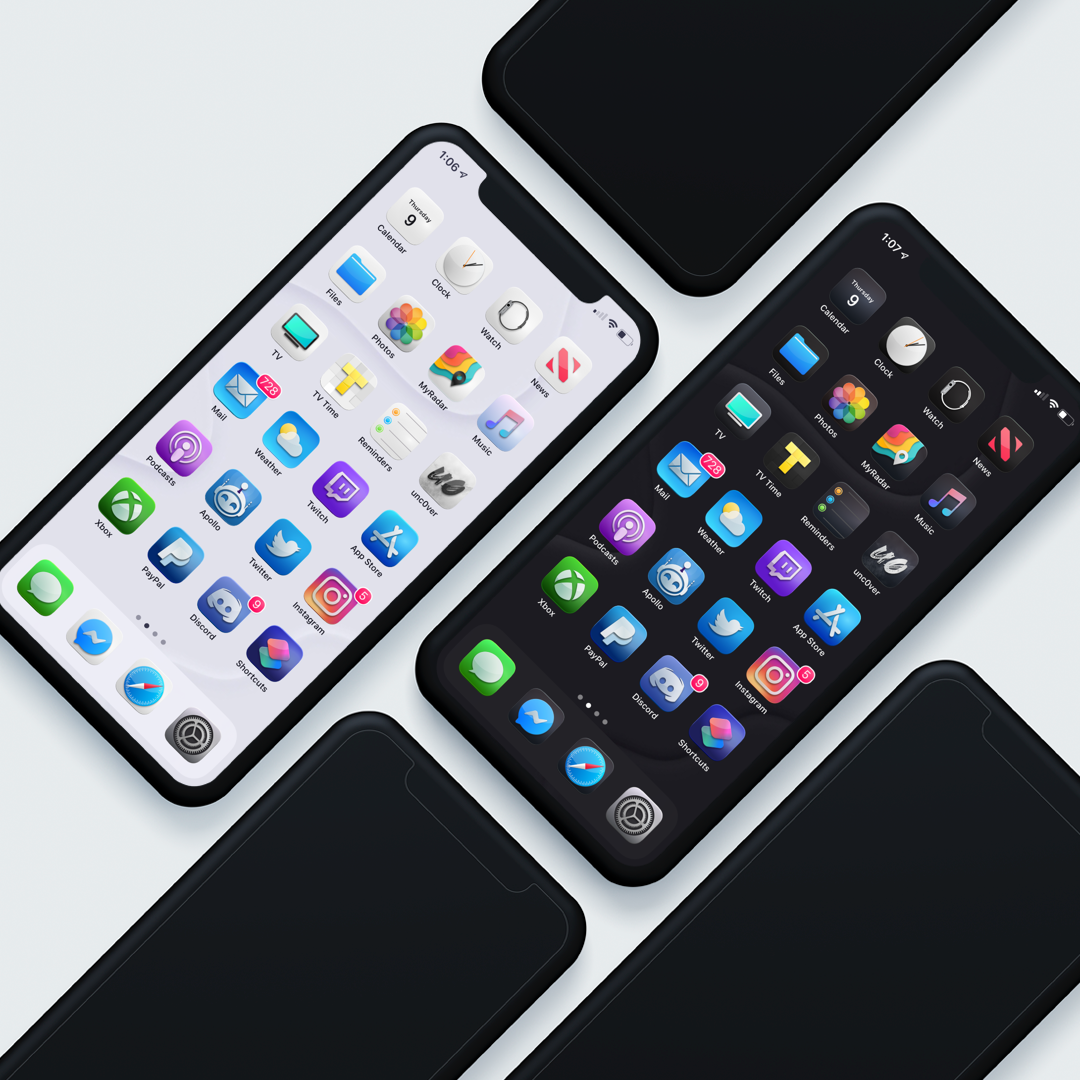 1:06
Thursday
9
Calendar
Clock
Watch
News
Files
Photos
MyRadar
Music
TV
TV Time
Reminders
unc0ver
728
Mail
Weather
Twitch
App Store
Podcasts
Apollo
Twitter
5
Instagram
Xbox
PayPal
9
Discord
Shortcuts
1:07
Thursday
9
Calendar
Clock
Watch
News
Files
Photos
MyRadar
Music
TV
TV Time
Reminders
unc0ver
728
Mail
Weather
Twitch
App Store
Podcasts
Apollo
Twitter
5
Instagram
Xbox
PayPal
9
Discord
Shortcuts